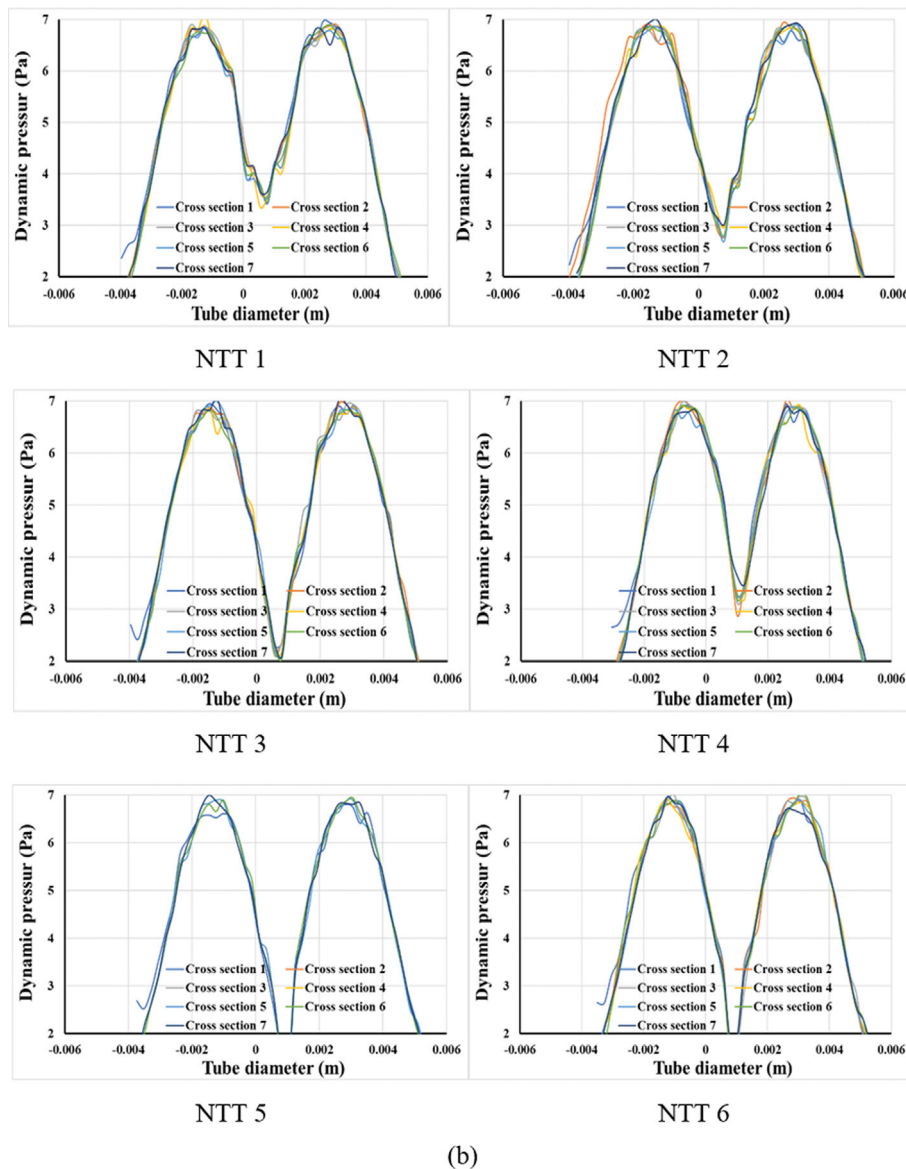 Dynamic pressur (Pa)
7
6
5
4
3
2
Cross section 1 Cross section 2
Cross section 3 Cross section 4
Cross section 5 Cross section 6
Cross section 7
-0.006 -0.004 -0.002 0 0.002 0.004 0.006
Tube diameter (m)
NTT 1
Dynamic pressur (Pa)
7
6
5
4
3
2
Cross section 1 Cross section 2
Cross section 3 Cross section 4
Cross section 5 Cross section 6
Cross section 7
-0.006 -0.004 -0.002 0 0.002 0.004 0.006
Tube diameter (m)
NTT 2
Dynamic pressur (Pa)
7
6
5
4
3
2
Cross section 1 Cross section 2
Cross section 3 Cross section 4
Cross section 5 Cross section 6
Cross section 7
-0.006 -0.004 -0.002 0 0.002 0.004 0.006
Tube diameter (m)
NTT 3
Dynamic pressur (Pa)
7
6
5
4
3
2
Cross section 1 Cross section 2
Cross section 3 Cross section 4
Cross section 5 Cross section 6
Cross section 7
-0.006 -0.004 -0.002 0 0.002 0.004 0.006
Tube diameter (m)
NTT 4
Dynamic pressur (Pa)
7
6
5
4
3
2
Cross section 1 Cross section 2
Cross section 3 Cross section 4
Cross section 5 Cross section 6
Cross section 7
-0.006 -0.004 -0.002 0 0.002 0.004 0.006
Tube diameter (m)
NTT 5
Dynamic pressur (Pa)
7
6
5
4
3
2
Cross section 1 Cross section 2
Cross section 3 Cross section 4
Cross section 5 Cross section 6
Cross section 7
-0.006 -0.004 -0.002 0 0.002 0.004 0.006
Tube diameter (m)
NTT 6
(b)